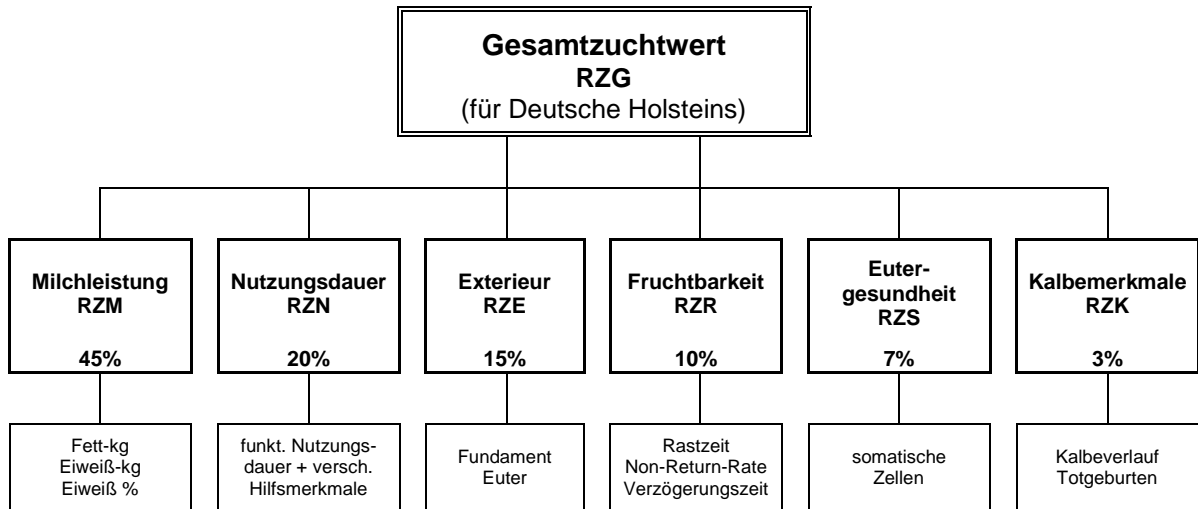 Gesamtzuchtwert
RZG
(für Deutsche Holsteins)
Milchleistung
RZM
45%
Nutzungsdauer
RZN
20%
Exterieur
RZE
15%
Fruchtbarkeit
RZR
10%
Euter-
gesundheit
RZS
7%
Kalbemerkmale
RZK
3%
Fett-kg
Eiweiß-kg
Eiweiß %
funkt. Nutzungs-
dauer + versch.
Hilfsmerkmale
Fundament
Euter
Rastzeit
Non-Return-Rate
Verzögerungszeit
somatische
Zellen
Kalbeverlauf
Totgeburten